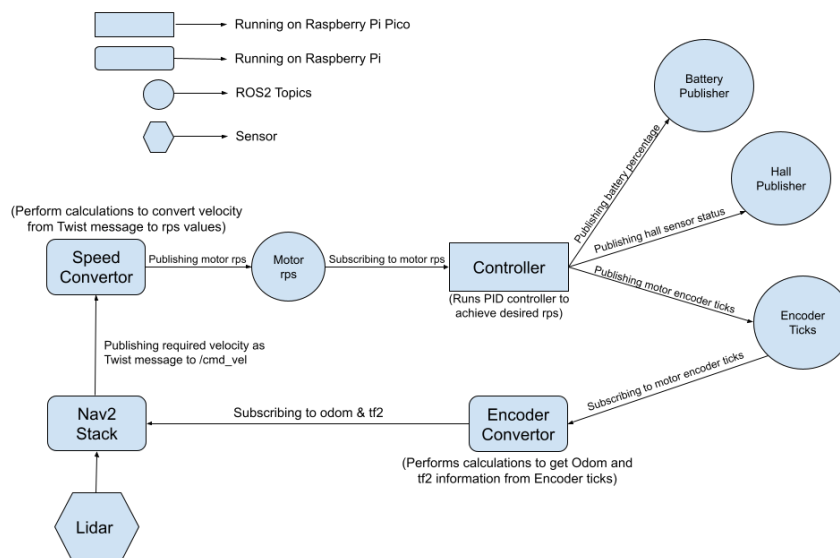 Running on Raspberry Pi Pico
Running on Raspberry Pi
ROS2 Topics
Sensor
Battery
Publisher
Hall
Publisher
Publishing battery percentage
Publishing hall sensor status
Publishing motor encoder ticks
(Perform calculations to convert velocity
from Twist message to rps values)
Speed
Convertor
Publishing motor rps
Motor
rps
Subscribing to motor rps
Controller
(Runs PID controller to
achieve desired rps)
Encoder
Ticks
Publishing required velocity as
Twist message to /cmd_vel
Subscribing to motor encoder ticks
Nav2
Stack
Subscribing to odom & tf2
Encoder
Convertor
(Performs calculations to get Odom and
tf2 information from Encoder ticks)
Lidar